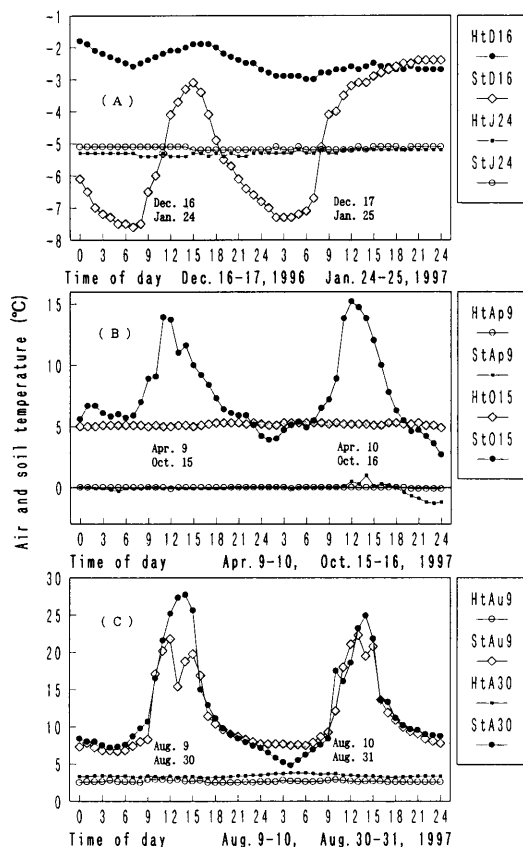 -1
-2
-3
-4
-5
-6
-7
-8
( A )
Dec. 16
Jan. 24
Dec. 17
Jan. 25
0 3 6 9 12 15 18 21 0 3 6 9 12 15 18 21 24
Time of day Dec.16-17,1996 Jan.24-25,1997
HtD16
StD16
HtJ24
StJ24
Air and soil temperature (°C)
15
10
5
0
( B )
Apr. 9
Oct. 15
Apr. 10
Oct. 16
0 3 6 9 12 15 18 21 0 3 6 9 12 15 18 21 24
Time of day Apr.9-10, Oct.15-16, 1997
HtAp9
StAp9
HtO15
StO15
30
25
20
15
10
5
0
( C )
Aug. 9
Aug. 30
Aug. 10
Aug. 31
0 3 6 9 12 15 18 21 0 3 6 9 12 15 18 21 24
Time of day Aug.9-10, Aug.30-31, 1997
HtAu9
StAu9
HtA30
StA30